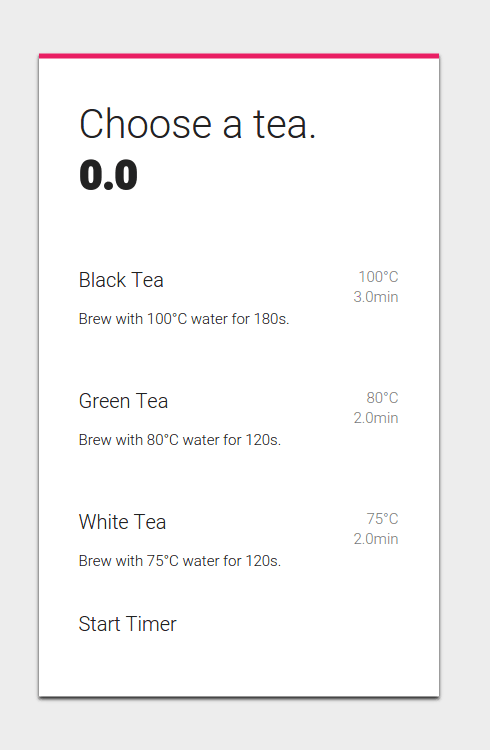 Choose a tea.
0.0
Black Tea
100°C
3.0min
Brew with 100°C water for 180s.
Green Tea
80°C
2.0min
Brew with 80°C water for 120s.
White Tea
75°C
2.0min
Brew with 75°C water for 120s.
Start Timer